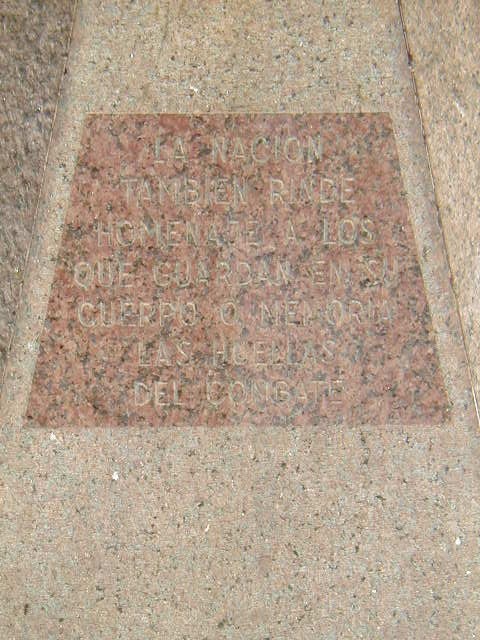 LA NACION
TAMBIEN RINDE
HOMENAJE A LOS
QUE GUARDAN EN SU
CUERPO O MEMORIA
LAS HUELLAS
DEL COMBATE